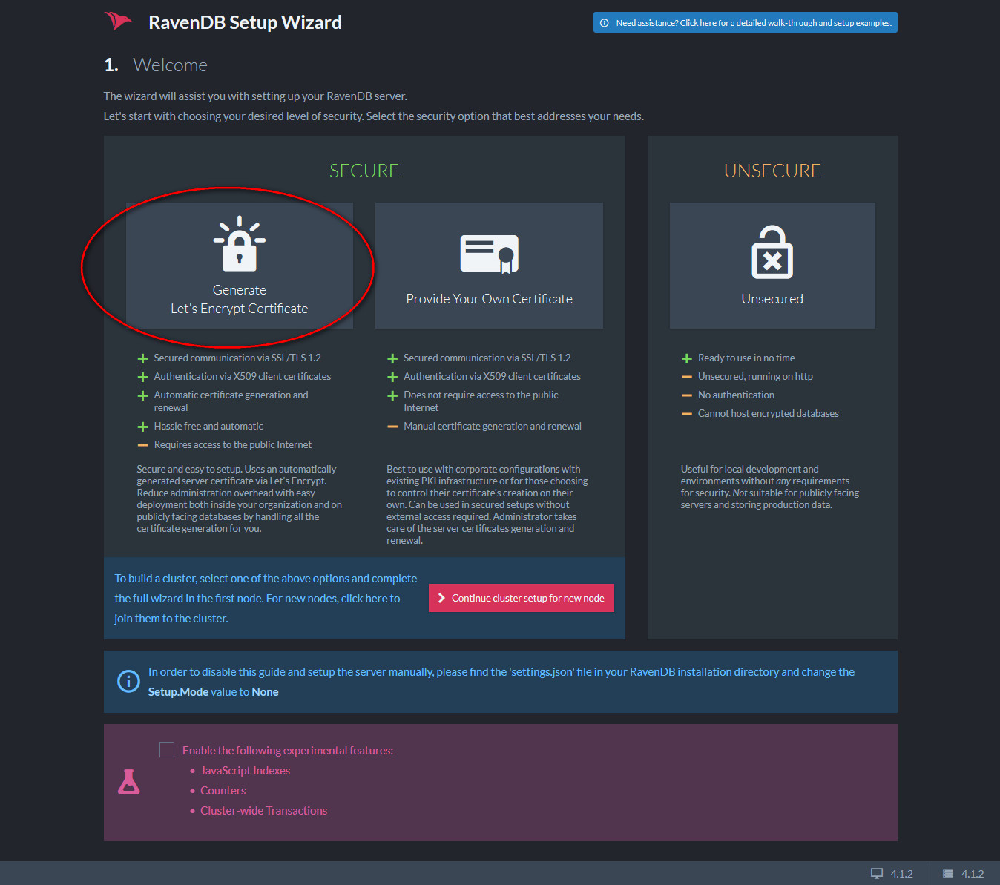 RavenDB Setup Wizard
Need assistance? Click here for a detailed walk-through and setup examples.
1. Welcome
The wizard will assist you with setting up your RavenDB server.
Let's start with choosing your desired level of security. Select the security option that best addresses your needs.
SECURE
Generate
Let's Encrypt Certificate
Provide Your Own Certificate
Secured communication via SSL/TLS 1.2
Authentication via X509 client certificates
Automatic certificate generation and
renewal
Hassle free and automatic
Requires access to the public Internet
Secure and easy to setup. Uses an automatically
generated server certificate via Let's Encrypt.
Reduce administration overhead with easy
deployment both inside your organization and on
publicly facing databases by handling all the
certificate generation for you.
Secured communication via SSL/TLS 1.2
Authentication via X509 client certificates
Does not require access to the public
Internet
Manual certificate generation and renewal
Best to use with corporate configurations with
existing PKI infrastructure or for those choosing
to control their certificate's creation on their
own. Can be used in secured setups without
external access required. Administrator takes
care of the server certificates generation and
renewal.
To build a cluster, select one of the above options and complete
the full wizard in the first node. For new nodes, click here to
join them to the cluster.
Continue cluster setup for new node
UNSECURE
Unsecured
Ready to use in no time
Unsecured, running on http
No authentication
Cannot host encrypted databases
Useful for local development and
environments without any requirements
for security. Not suitable for publicly facing
servers and storing production data.
In order to disable this guide and setup the server manually, please find the 'settings.json' file in your RavenDB installation directory and change the
Setup.Mode value to None
Enable the following experimental features:
• JavaScript Indexes
• Counters
• Cluster-wide Transactions
4.1.2
4.1.2